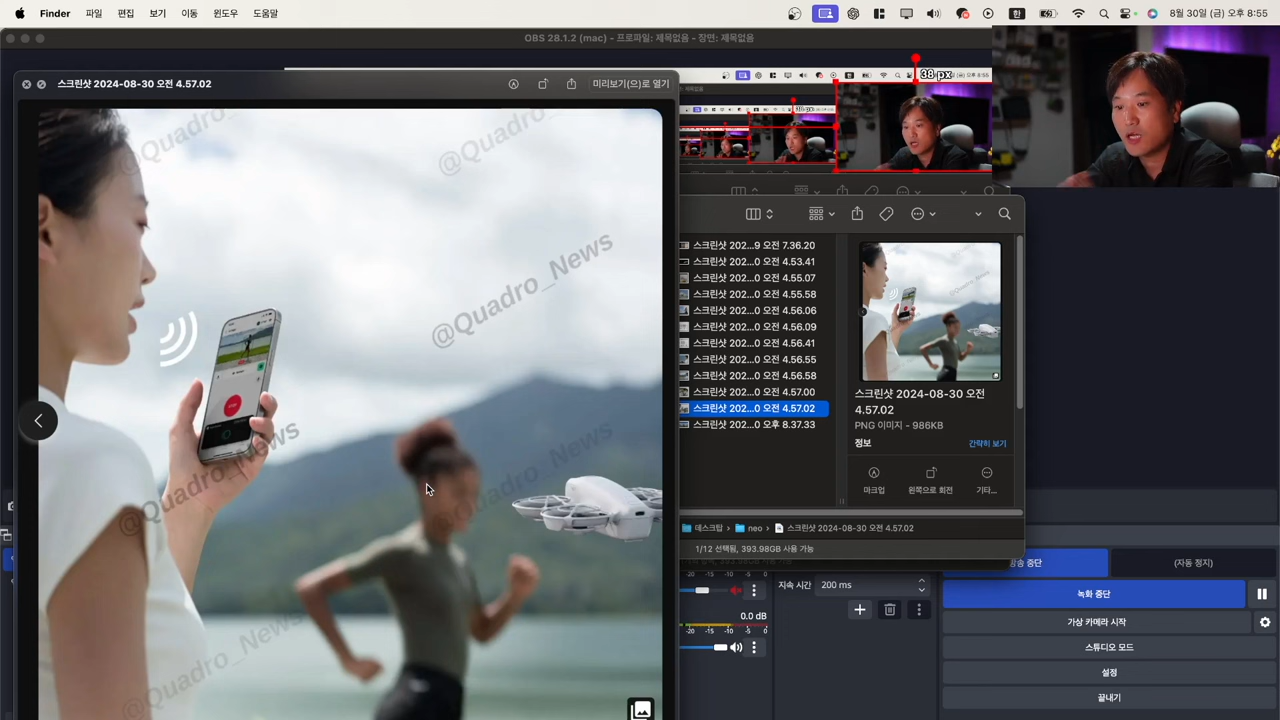 Finder 파일 편집 보기 이동 윈도우 도움말
8월 30일 (금) 오후 8:55
OBS 28.1.2 (mac) - 프로파일: 제목없음 - 장면: 제목없음
스크린샷 2024-08-30 오전 4.57.02
미리보기(으)로 열기
38 px
@Quadro_News
@Quadro_News
@Quadro_News
스크린샷 202...9 오전 7.36.20
스크린샷 202...0 오전 4.53.41
스크린샷 202...0 오전 4.55.07
스크린샷 202...0 오전 4.55.58
스크린샷 202...0 오전 4.56.06
스크린샷 202...0 오전 4.56.09
스크린샷 202...0 오전 4.56.41
스크린샷 202...0 오전 4.56.55
스크린샷 202...0 오전 4.56.58
스크린샷 202...0 오전 4.57.00
스크린샷 202...0 오전 4.57.02
스크린샷 202...0 오후 8.37.33
스크린샷 2024-08-30 오전
4.57.02
PNG 이미지 - 986KB
정보
간략히 보기
마크업 왼쪽으로 회전 기타...
데스크탑 neo 스크린샷 2024-08-30 오전 4.57.02
1/12 선택됨, 393.98GB 사용 가능
방송 중단
(자동 정지)
-20 -15 -10 -5 0
지속 시간 200 ms
녹화 중단
0.0 dB
-20 -15 -10 -5 0
가상 카메라 시작
스튜디오 모드
설정
끝내기
@Quadro_News